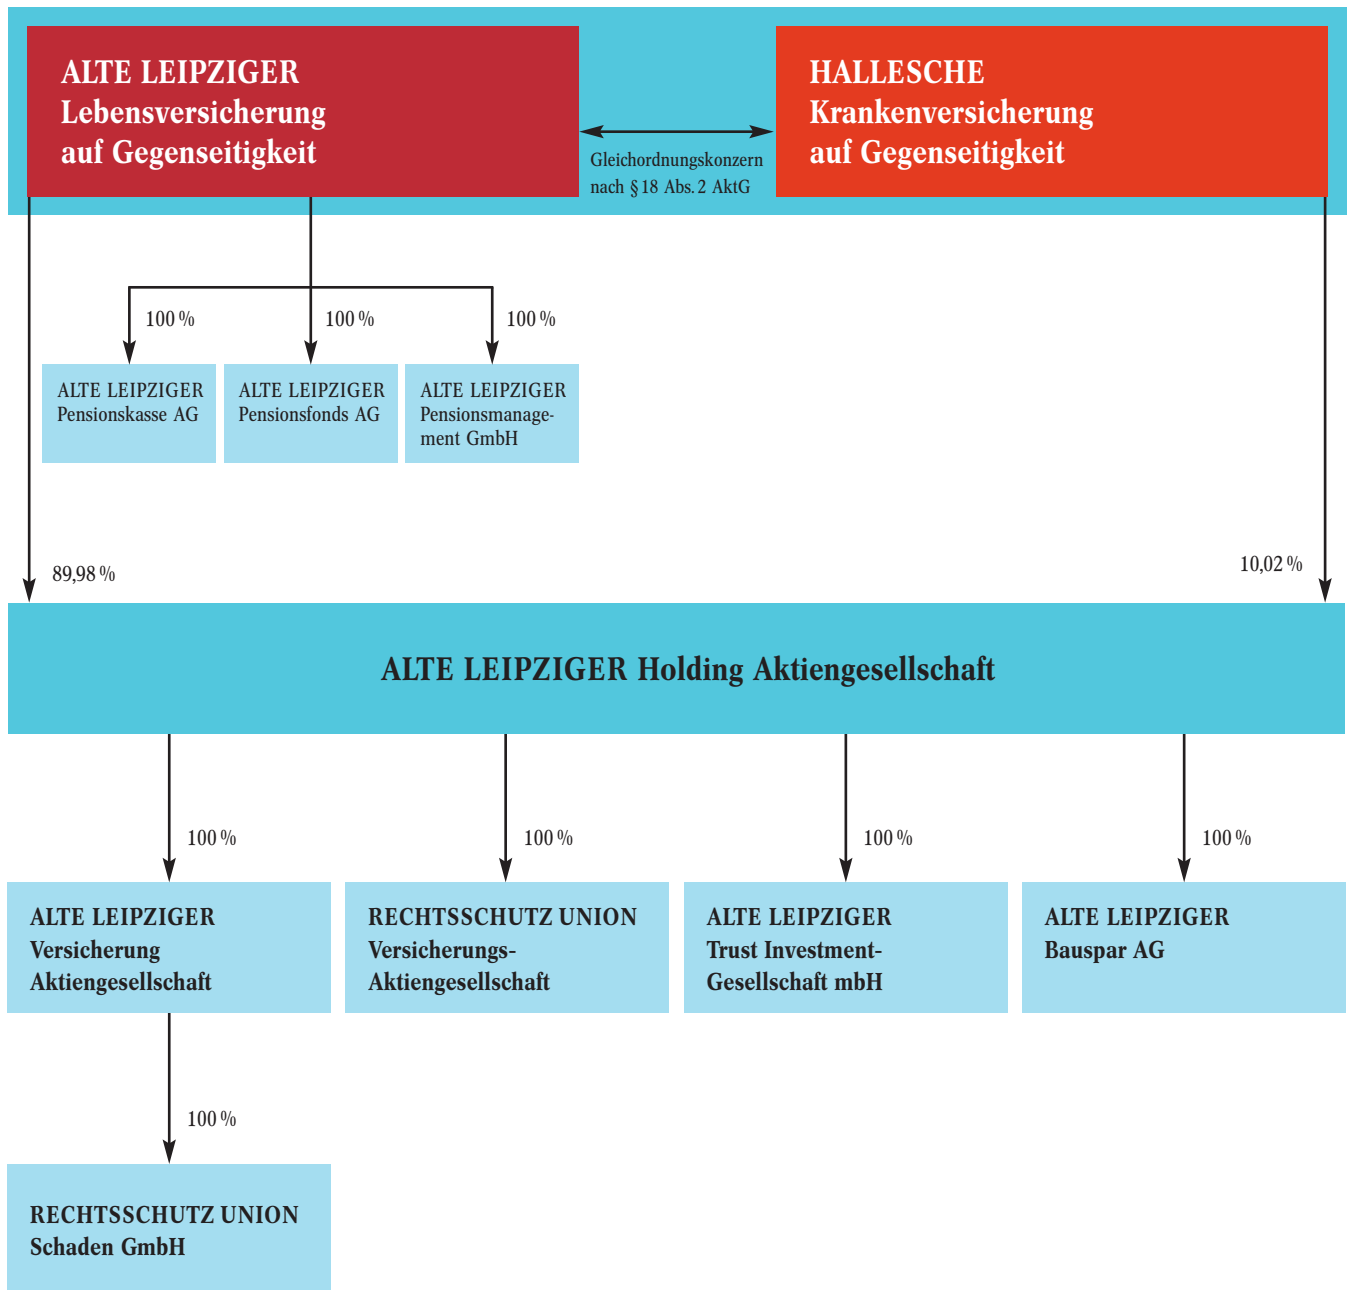 ALTE LEIPZIGER
Lebensversicherung
auf Gegenseitigkeit
Gleichordnungskonzern
nach § 18 Abs. 2 AktG
HALLESCHE
Krankenversicherung
auf Gegenseitigkeit
100 %
100 %
100 %
ALTE LEIPZIGER
Pensionskasse AG
ALTE LEIPZIGER
Pensionsfonds AG
ALTE LEIPZIGER
Pensionsmanage-
ment GmbH
89,98 %
10,02 %
ALTE LEIPZIGER Holding Aktiengesellschaft
100 %
100 %
100 %
100 %
ALTE LEIPZIGER
Versicherung
Aktiengesellschaft
RECHTSSCHUTZ UNION
Versicherungs-
Aktiengesellschaft
ALTE LEIPZIGER
Trust Investment-
Gesellschaft mbH
ALTE LEIPZIGER
Bauspar AG
100 %
RECHTSSCHUTZ UNION
Schaden GmbH